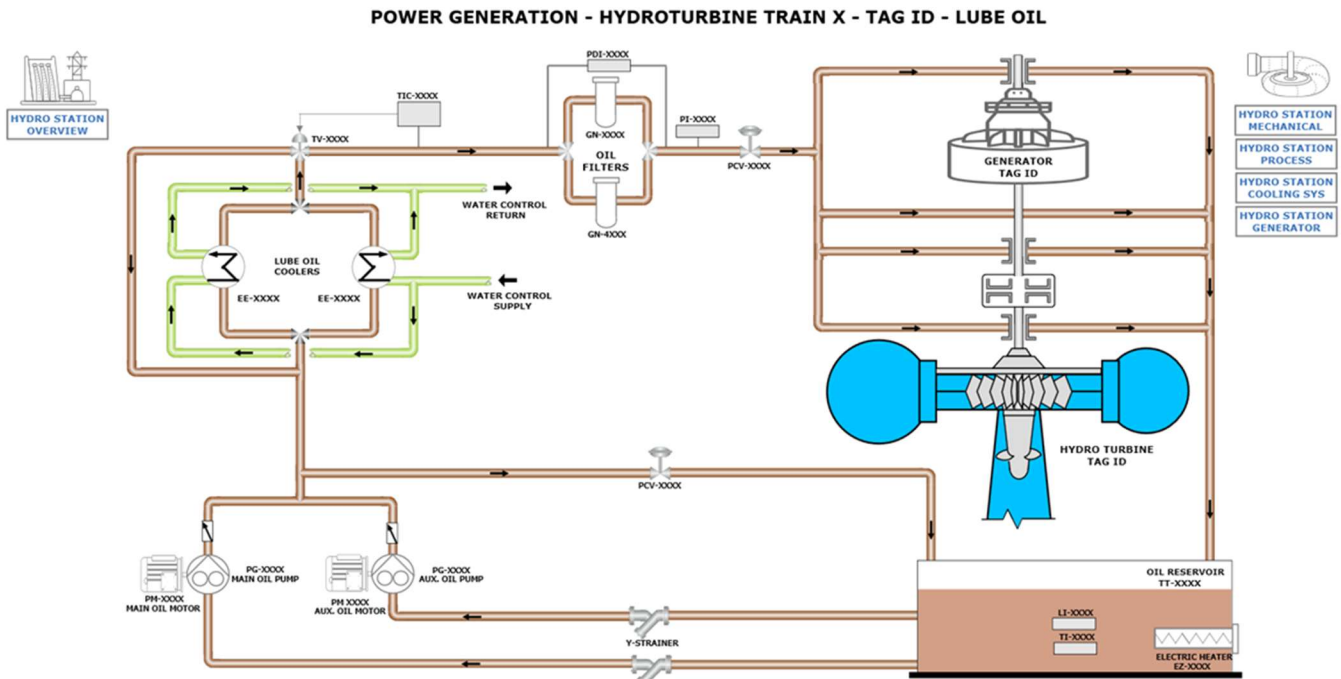 POWER GENERATION - HYDROTURBINE TRAIN X - TAG ID - LUBE OIL
HYDRO STATION
OVERVIEW
TIC-XXXX
TV-XXXX
PDI-XXXX
GN-XXXX
OIL
FILTERS
GN-4XXX
PI-XXXX
PCV-XXXX
GENERATOR
TAG ID
HYDRO STATION
MECHANICAL
HYDRO STATION
PROCESS
HYDRO STATION
COOLING SYS
HYDRO STATION
GENERATOR
WATER CONTROL
RETURN
LUBE OIL
COOLERS
EE-XXXX
EE-XXXX
WATER CONTROL
SUPPLY
HYDRO TURBINE
TAG ID
PCV-XXXX
PG-XXXX
MAIN OIL PUMP
PM-XXXX
MAIN OIL MOTOR
PG-XXXX
AUX. OIL PUMP
PM XXXX
AUX. OIL MOTOR
Y-STRAINER
OIL RESERVOIR
TT-XXXX
LI-XXXX
TI-XXXX
ELECTRIC HEATER
EZ-XXXX